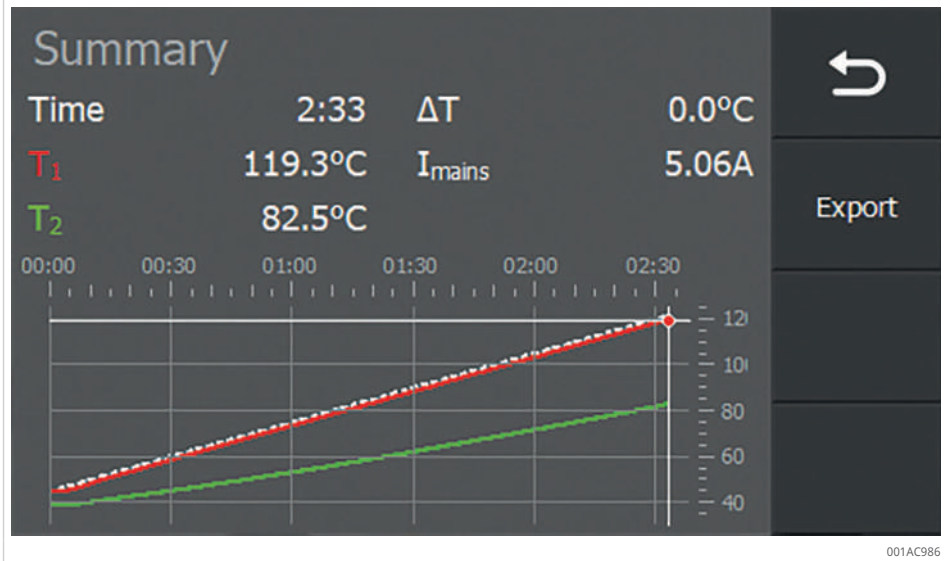 Summary
Time 2:33 ΔT 0.0°C
T1 119.3°C Imains 5.06A
T2 82.5°C
Export
00:00 00:30 01:00 01:30 02:00 02:30
80
60
40
001AC986